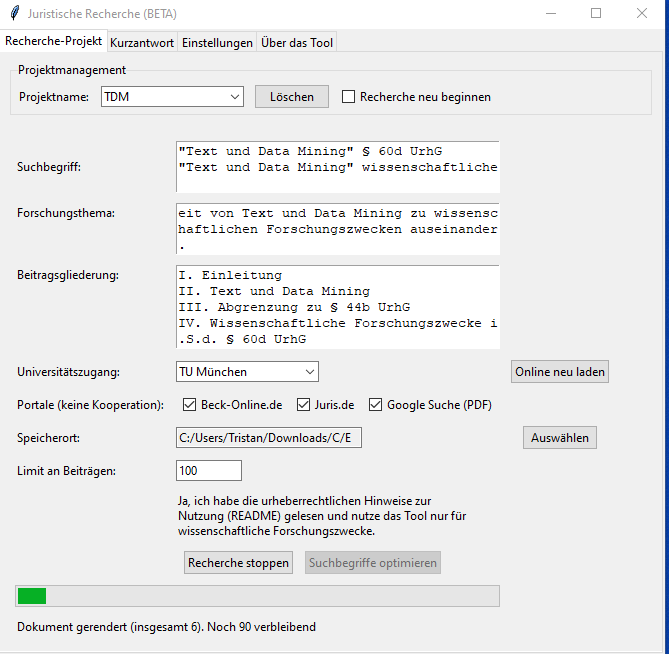 Juristische Recherche (BETA)
Recherche-Projekt Kurzantwort Einstellungen Über das Tool
Projektmanagement
Projektname: TDM Löschen Recherche neu beginnen
Suchbegriff:
"Text und Data Mining" § 60d UrhG
"Text und Data Mining" wissenschaftliche
Forschungsthema:
eit von Text und Data Mining zu wissensc
haftlichen Forschungszwecken auseinander
.
Beitragsgliederung:
I. Einleitung
II. Text und Data Mining
III. Abgrenzung zu § 44b UrhG
IV. Wissenschaftliche Forschungszwecke i
.S.d. § 60d UrhG
Universitätszugang: TU München Online neu laden
Portale (keine Kooperation): Beck-Online.de Juris.de Google Suche (PDF)
Speicherort: C:/Users/Tristan/Downloads/C/E Auswählen
Limit an Beiträgen: 100
Ja, ich habe die urheberrechtlichen Hinweise zur
Nutzung (README) gelesen und nutze das Tool nur für
wissenschaftliche Forschungszwecke.
Recherche stoppen Suchbegriffe optimieren
Dokument gerendert (insgesamt 6). Noch 90 verbleibend